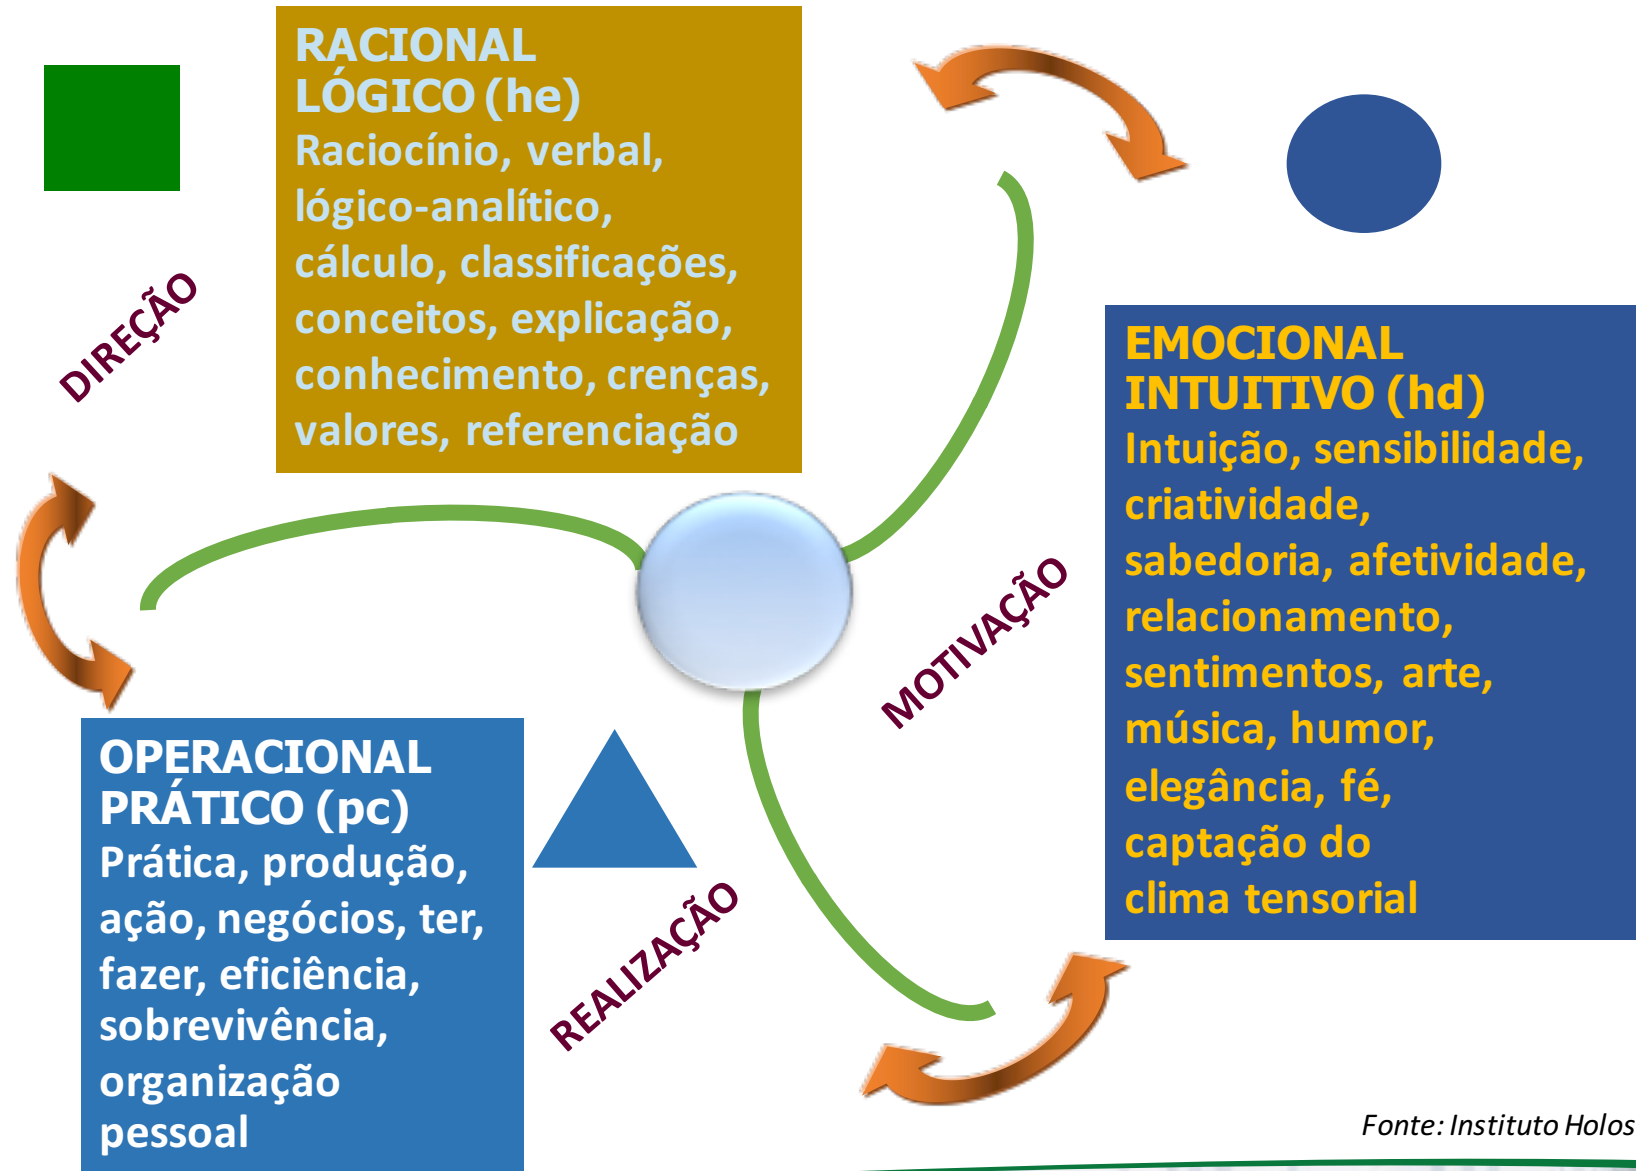 RACIONAL
LÓGICO (he)
Raciocínio, verbal,
lógico-analítico,
cálculo, classificações,
conceitos, explicação,
conhecimento, crenças,
valores, referenciação
DIREÇÃO
EMOCIONAL
INTUITIVO (hd)
Intuição, sensibilidade,
criatividade,
sabedoria, afetividade,
relacionamento,
sentimentos, arte,
música, humor,
elegância, fé,
captação do
clima tensorial
MOTIVAÇÃO
OPERACIONAL
PRÁTICO (pc)
Prática, produção,
ação, negócios, ter,
fazer, eficiência,
sobrevivência,
organização
pessoal
REALIZAÇÃO
Fonte: Instituto Holos